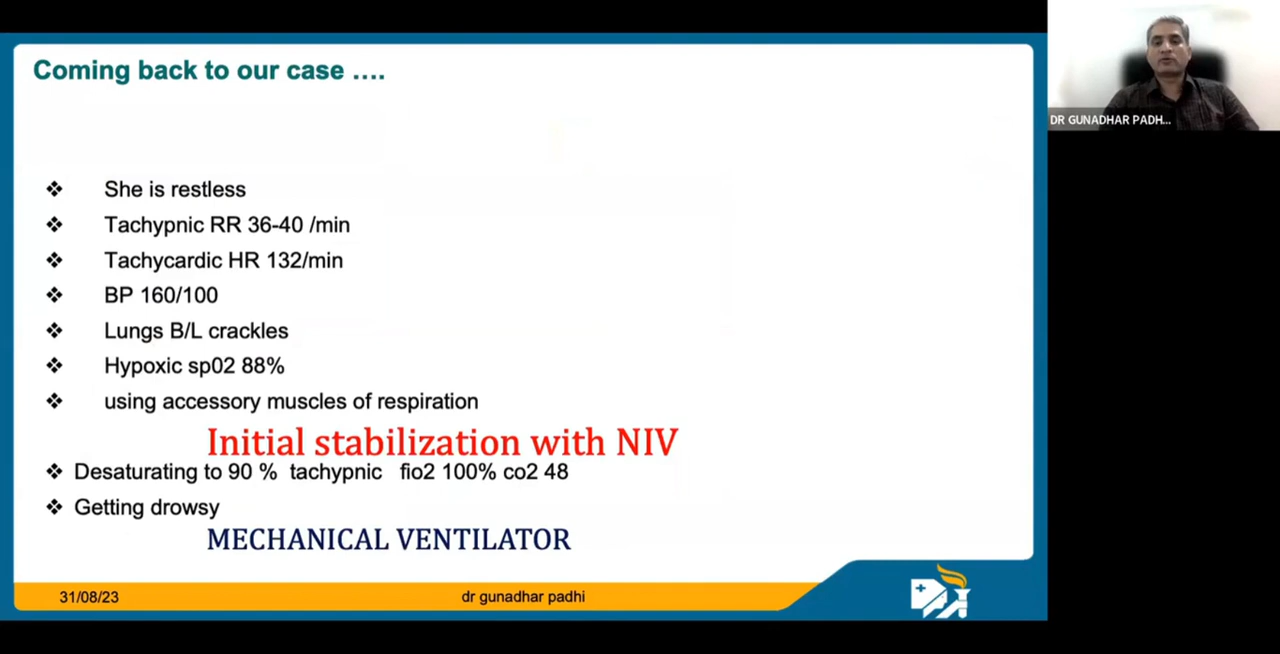 Coming back to our case ....
DR GUNADHAR PADH...
❖ She is restless
❖ Tachypnic RR 36-40 /min
❖ Tachycardic HR 132/min
❖ BP 160/100
❖ Lungs B/L crackles
❖ Hypoxic sp02 88%
❖ using accessory muscles of respiration
Initial stabilization with NIV
❖ Desaturating to 90 % tachypnic fio2 100% co2 48
❖ Getting drowsy
MECHANICAL VENTILATOR
31/08/23
dr gunadhar padhi